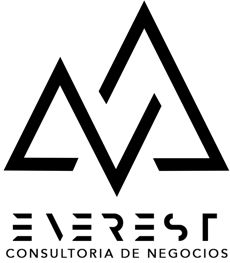 EVEREST
CONSULTORIA DE NEGOCIOS